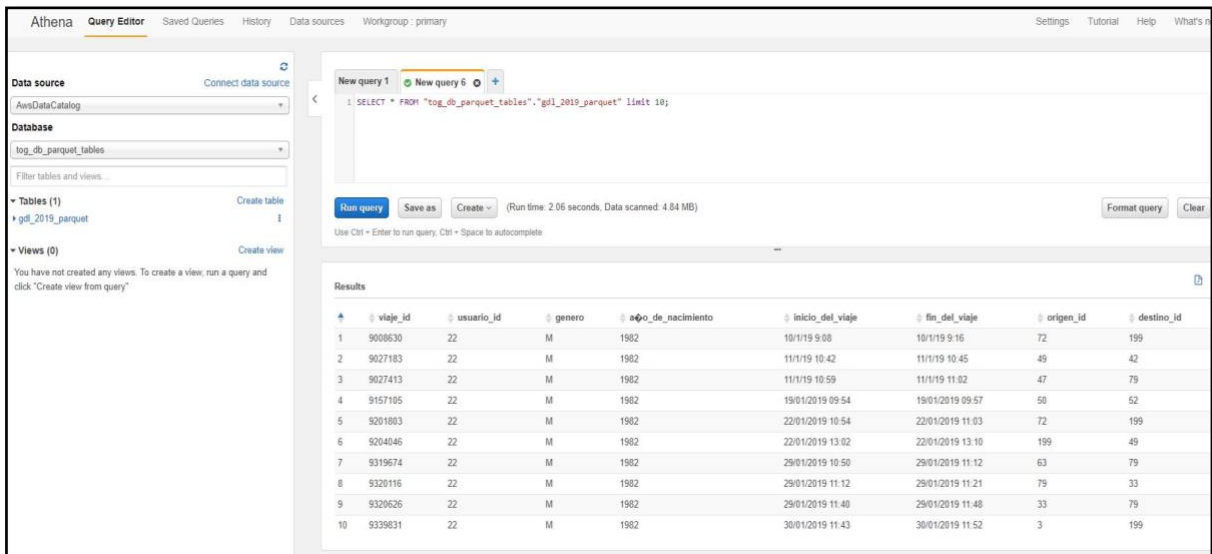 Athena Query Editor Saved Queries History Data sources Workgroup : primary Settings Tutorial Help What's n
Data source Connect data source
AwsDataCatalog
Database
tog_db_parquet_tables
Filter tables and views...
Tables (1) Create table
gdl_2019_parquet
Views (0) Create view
You have not created any views. To create a view, run a query and
click "Create view from query"
New query 1 New query 6 +
1 SELECT * FROM "tog_db_parquet_tables"."gdl_2019_parquet" limit 10;
Run query Save as Create (Run time: 2.06 seconds, Data scanned: 4.84 MB) Format query Clear
Use Ctrl + Enter to run query, Ctrl + Space to autocomplete
Results
viaje_id usuario_id genero a�o_de_nacimiento inicio_del_viaje fin_del_viaje origen_id destino_id
1 9008630 22 M 1982 10/1/19 9:08 10/1/19 9:16 72 199
2 9027183 22 M 1982 11/1/19 10:42 11/1/19 10:45 49 42
3 9027413 22 M 1982 11/1/19 10:59 11/1/19 11:02 47 79
4 9157105 22 M 1982 19/01/2019 09:54 19/01/2019 09:57 50 52
5 9201803 22 M 1982 22/01/2019 10:54 22/01/2019 11:03 72 199
6 9204046 22 M 1982 22/01/2019 13:02 22/01/2019 13:10 199 49
7 9319674 22 M 1982 29/01/2019 10:50 29/01/2019 11:12 63 79
8 9320116 22 M 1982 29/01/2019 11:12 29/01/2019 11:21 79 33
9 9320626 22 M 1982 29/01/2019 11:40 29/01/2019 11:48 33 79
10 9339831 22 M 1982 30/01/2019 11:43 30/01/2019 11:52 3 199